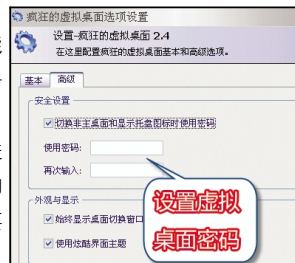 疯狂的虚拟桌面选项设置
设置-疯狂的虚拟桌面 2.4
在这里配置疯狂的虚拟桌面基本和高级选项。
基本 高级
安全设置
切换非主桌面和显示托盘图标时使用密码
使用密码:
再次输入:
设置虚拟
桌面密码
外观与显示
始终显示桌面切换窗口
使用炫酷界面主题